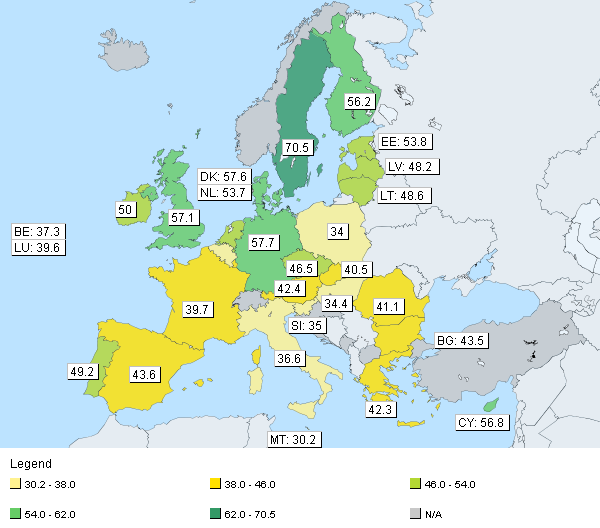 56.2
70.5
EE: 53.8
LV: 48.2
DK: 57.6
NL: 53.7
LT: 48.6
50
57.1
BE: 37.3
LU: 39.6
34
57.7
46.5
40.5
42.4
39.7
34.4
41.1
SI: 35
BG: 43.5
36.6
49.2
43.6
42.3
CY: 56.8
MT: 30.2
Legend
30.2 - 38.0
38.0 - 46.0
46.0 - 54.0
54.0 - 62.0
62.0 - 70.5
N/A